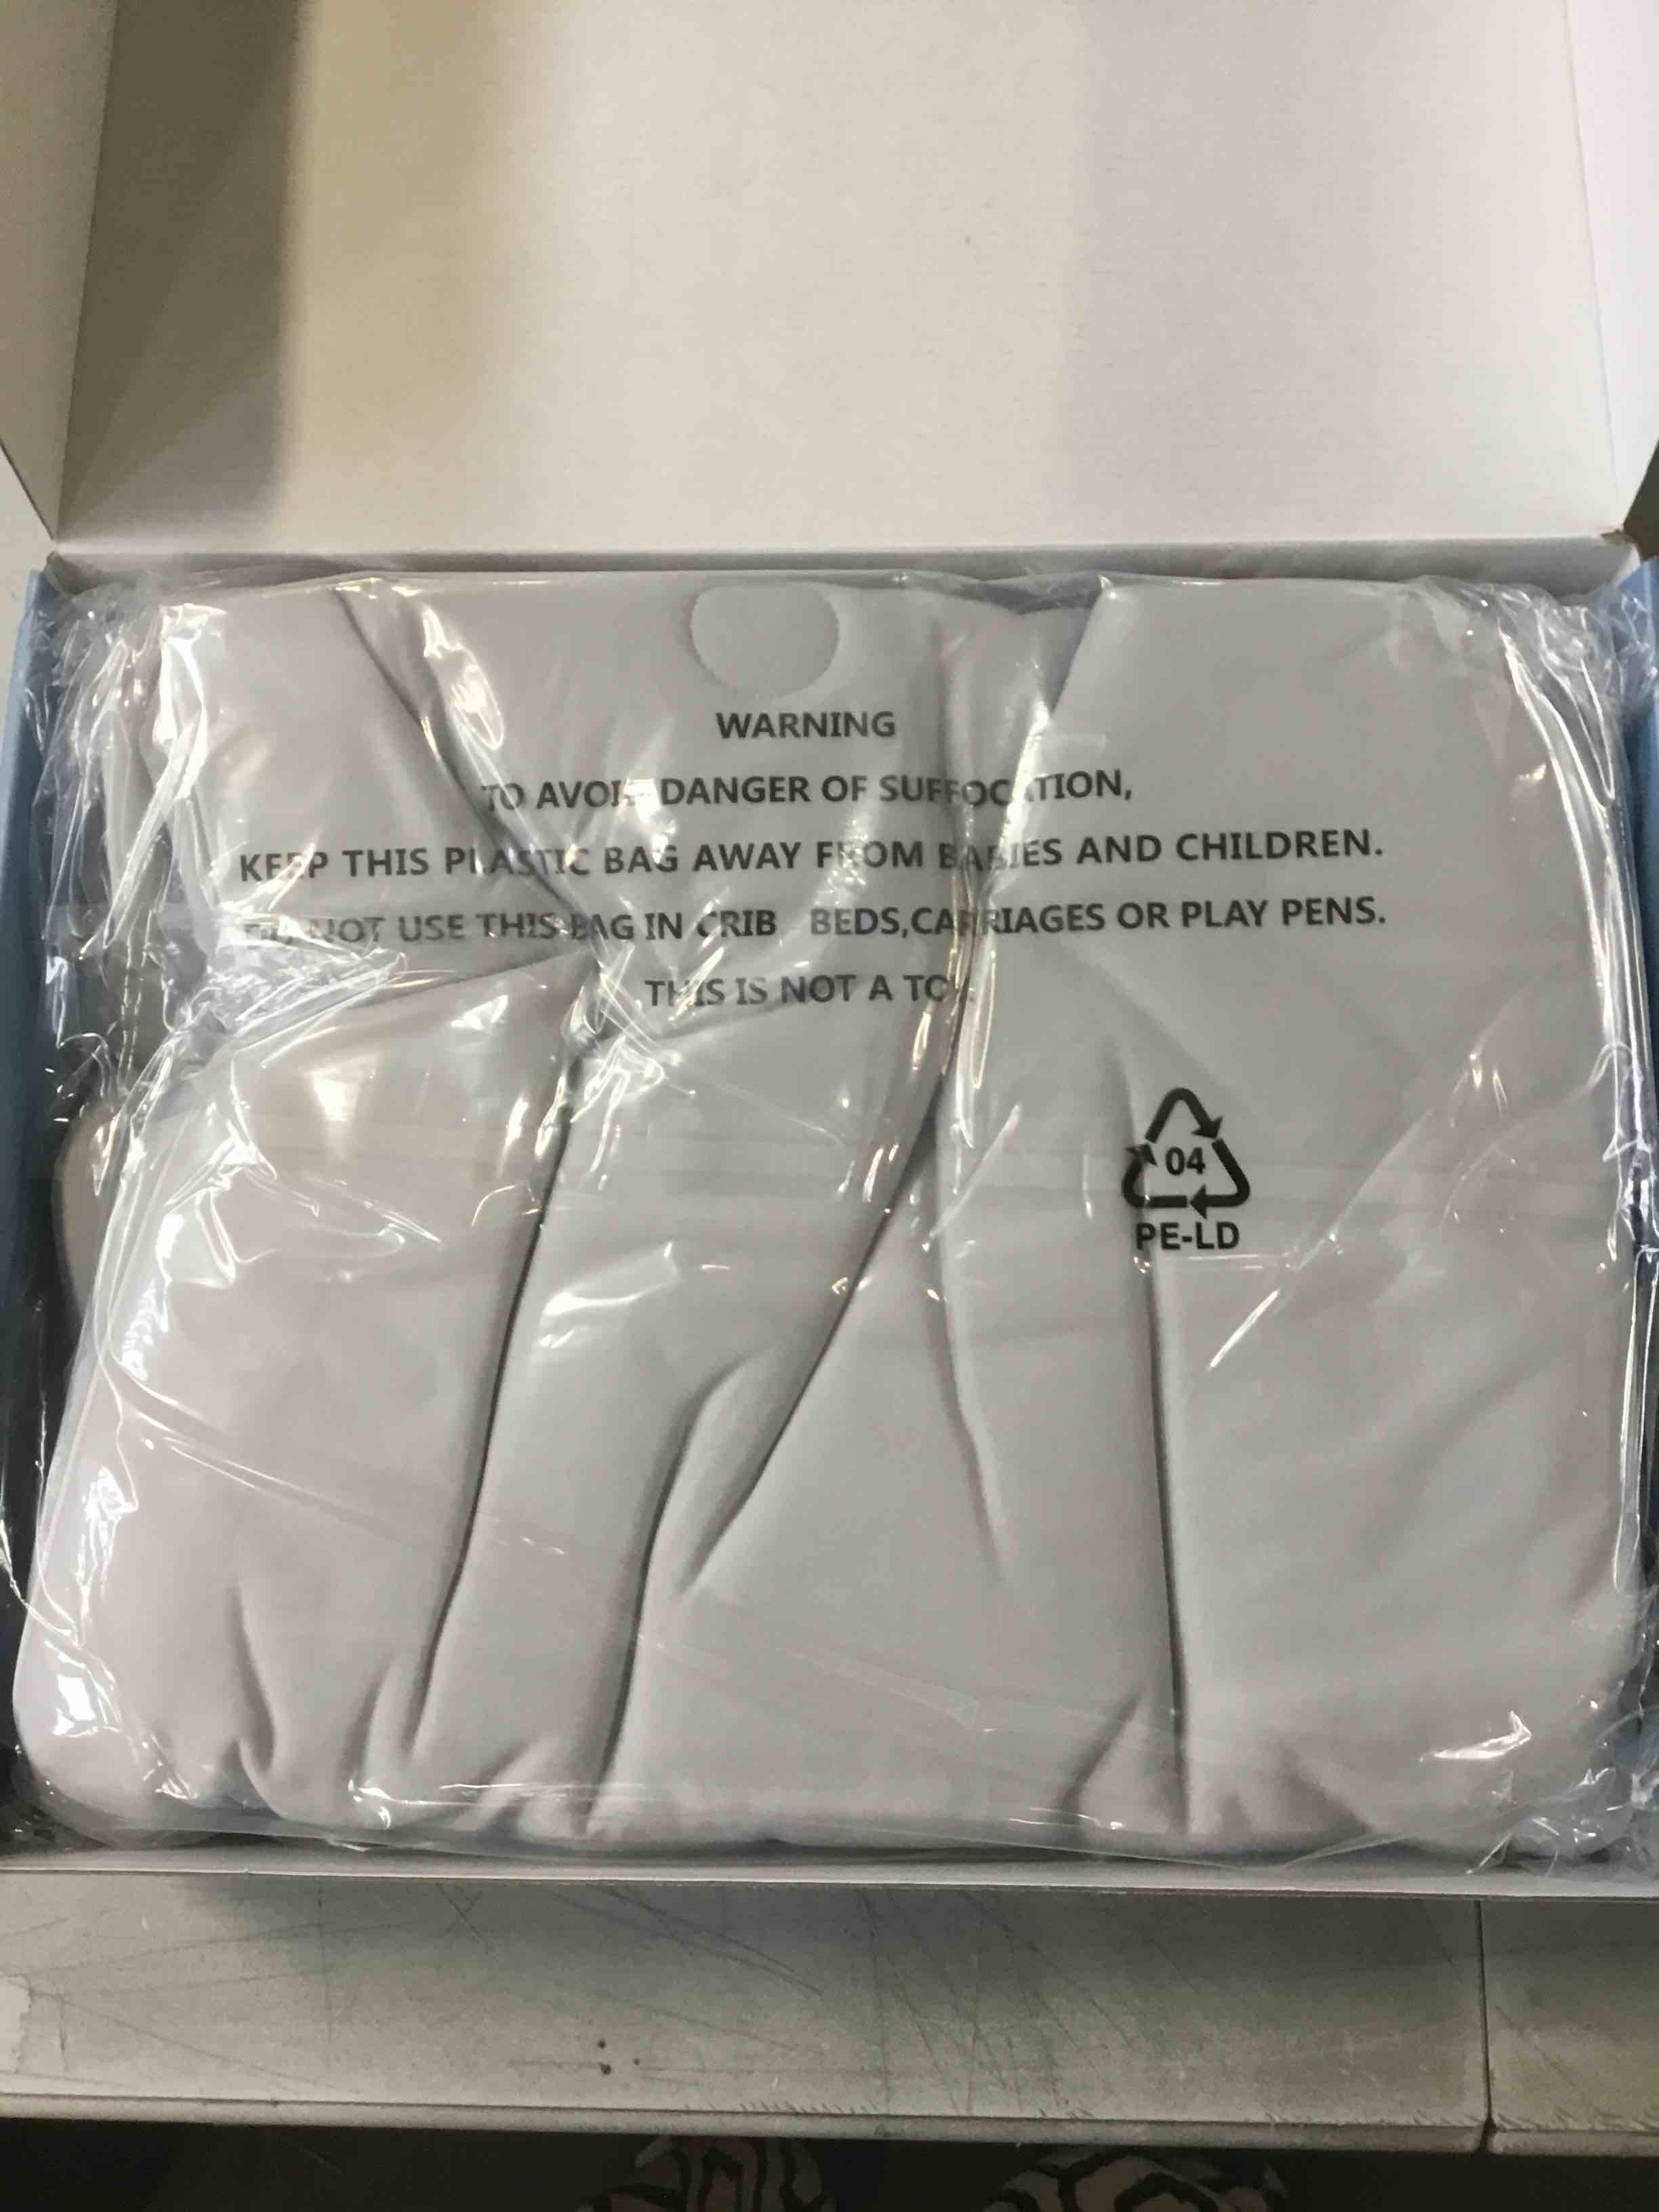 WARNING
TO AVOID DANGER OF SUFFOCATION,
KEEP THIS PLASTIC BAG AWAY FROM BABIES AND CHILDREN.
DO NOT USE THIS BAG IN CRIB BEDS,CARRIAGES OR PLAY PENS.
THIS IS NOT A TOY.
04
PE-LD